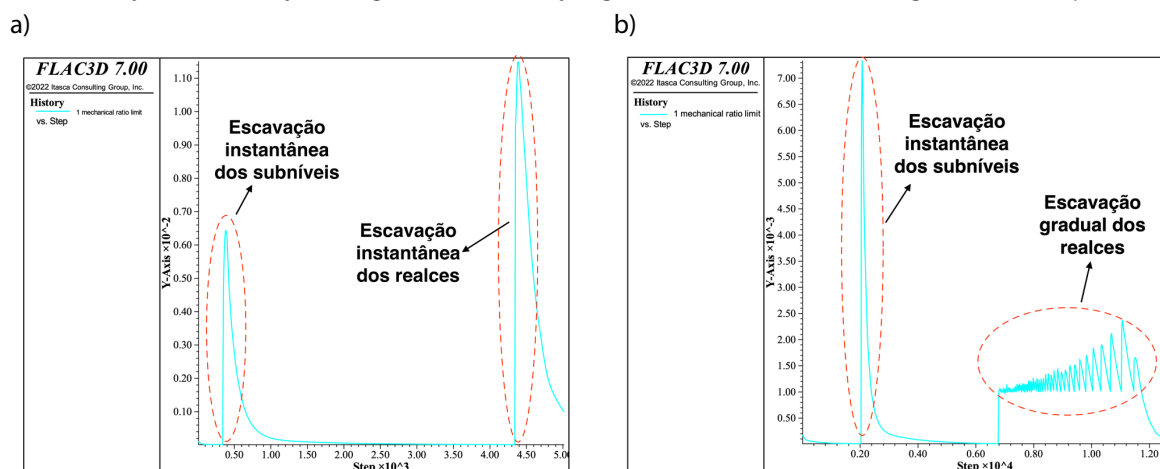 a)
FLAC3D 7.00
©2022 Itasca Consulting Group, Inc.
History
1 mechanical ratio limit
vs. Step
Y-Axis ×10^-2
1.10
1.00
0.90
0.80
0.70
0.60
0.50
0.40
0.30
0.20
0.10
Escavação
instantânea
dos subníveis
Escavação
instantânea
dos realces
0.50
1.00
1.50
2.00
2.50
3.00
3.50
4.00
4.50
5.00
Step ×10^3
b)
FLAC3D 7.00
©2022 Itasca Consulting Group, Inc.
History
1 mechanical ratio limit
vs. Step
Y-Axis ×10^-3
7.00
6.50
6.00
5.50
5.00
4.50
4.00
3.50
3.00
2.50
2.00
1.50
1.00
0.50
Escavação
instantânea
dos subníveis
Escavação
gradual dos
realces
0.20
0.40
0.60
0.80
1.00
1.20
Step ×10^4